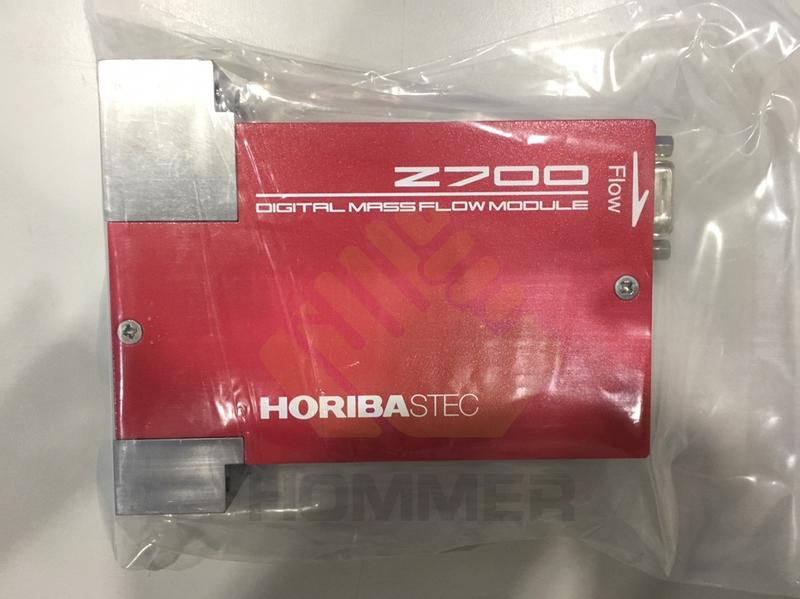 Z700
DIGITAL MASS FLOW MODULE
Flow
HORIBASTEC
HOMMER